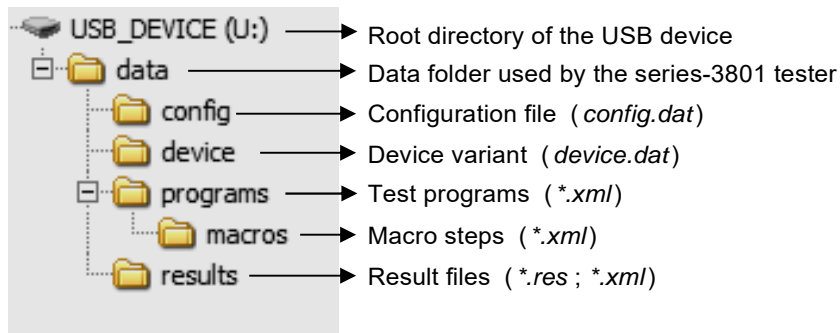 USB_DEVICE (U:) Root directory of the USB device
data Data folder used by the series-3801 tester
config Configuration file (config.dat)
device Device variant (device.dat)
programs Test programs (*.xml)
macros Macro steps (*.xml)
results Result files (*.res ; *.xml)